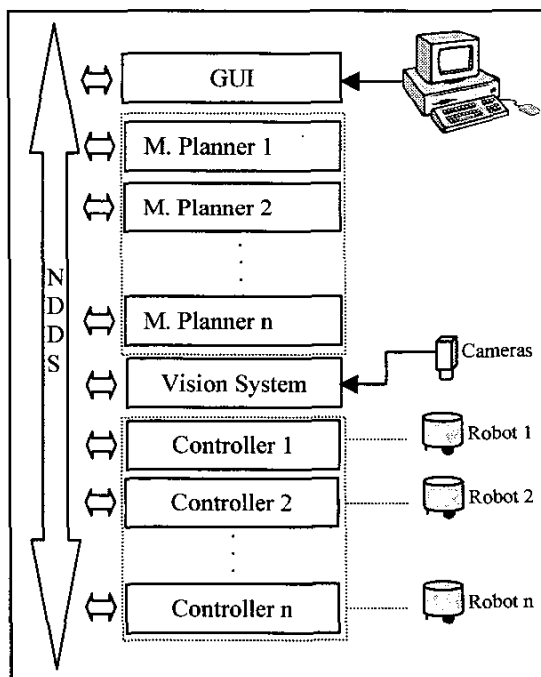 GUI
M. Planner 1
M. Planner 2
M. Planner n
NDDS
Vision System
Cameras
Controller 1
Robot 1
Controller 2
Robot 2
Controller n
Robot n